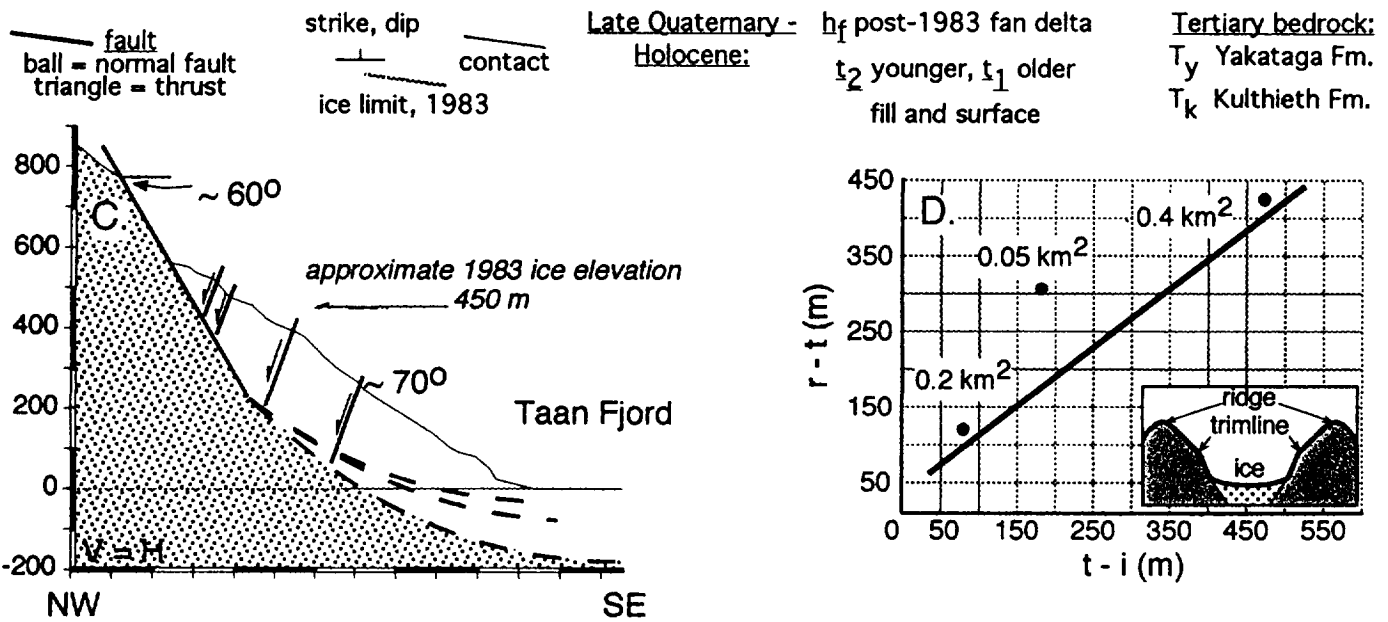 fault
ball = normal fault
triangle = thrust
strike, dip
contact
ice limit, 1983
Late Quaternary -
Holocene:
hf post-1983 fan delta
t2 younger, t1 older
fill and surface
Tertiary bedrock:
Ty Yakataga Fm.
Tk Kulthieth Fm.
800
600
400
200
0
-200
C.
~ 60o
approximate 1983 ice elevation
450 m
~ 70o
Taan Fjord
V = H
NW
SE
D.
450
350
250
150
50
r - t (m)
0.4 km2
0.05 km2
0.2 km2
ridge
trimline
ice
0
50
150
250
350
450
550
t - i (m)